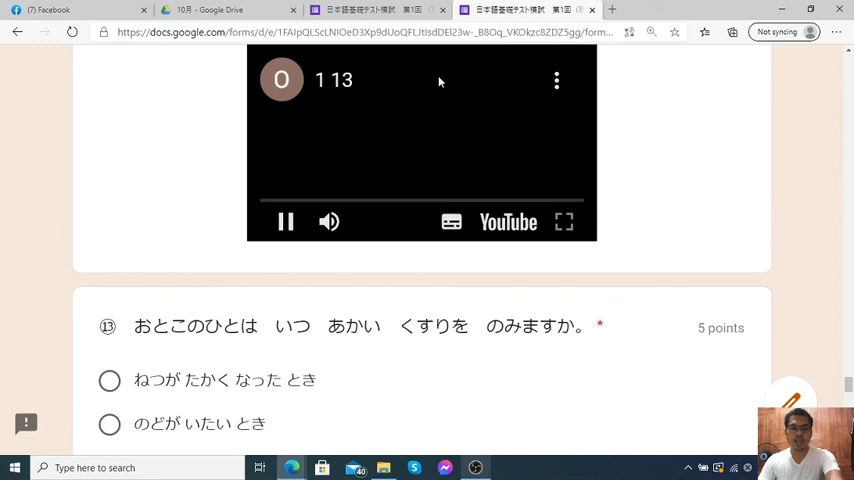 (7) Facebook
10月 - Google Drive
日本語基礎テスト模試　第1回
日本語基礎テスト模試　第1回
Not syncing
https://docs.google.com/forms/d/e/1FAIpQLScLNIOeD3Xp9dUoQFLJtIsdDEl23w-_B8Oq_VKOkzc8ZDZ5gg/form...
O
1 13
YouTube
⑬ おとこのひとは　いつ　あかい　くすりを　のみますか。 *
5 points
ねつが たかく なった とき
のどが いたい とき
Type here to search
40